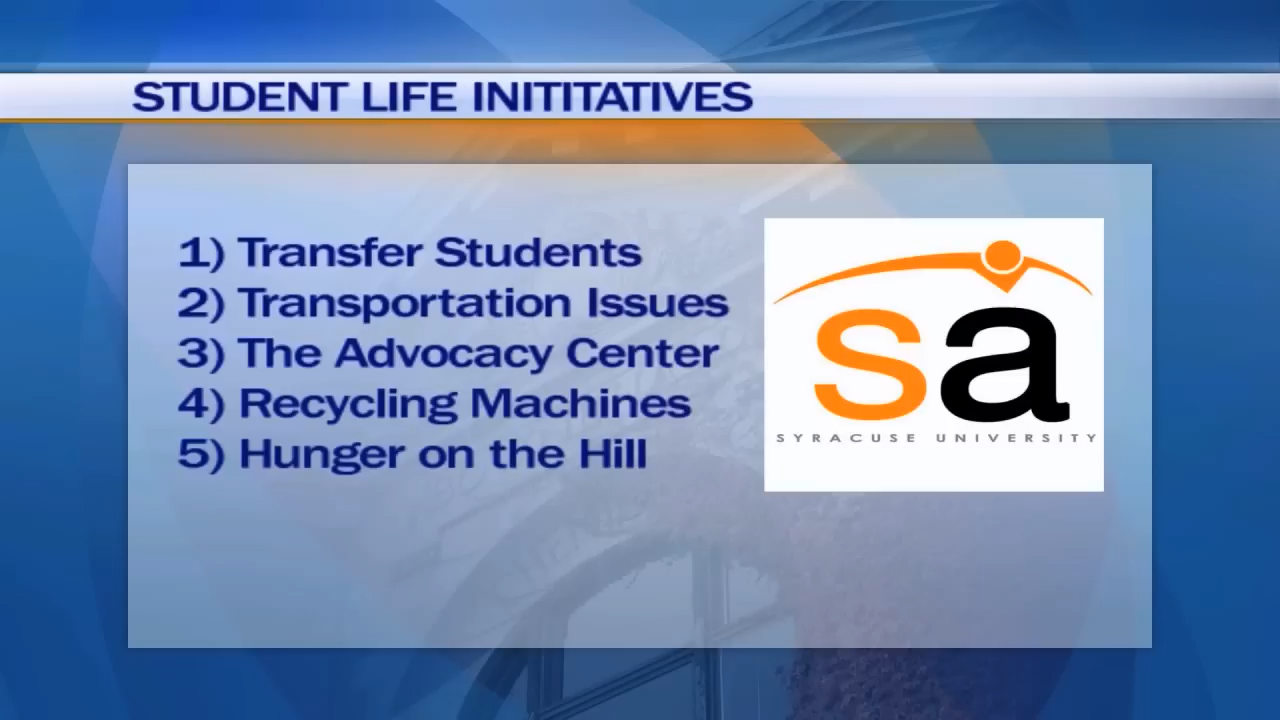 STUDENT LIFE INITITATIVES
1) Transfer Students
2) Transportation Issues
3) The Advocacy Center
4) Recycling Machines
5) Hunger on the Hill
sa
SYRACUSE UNIVERSITY